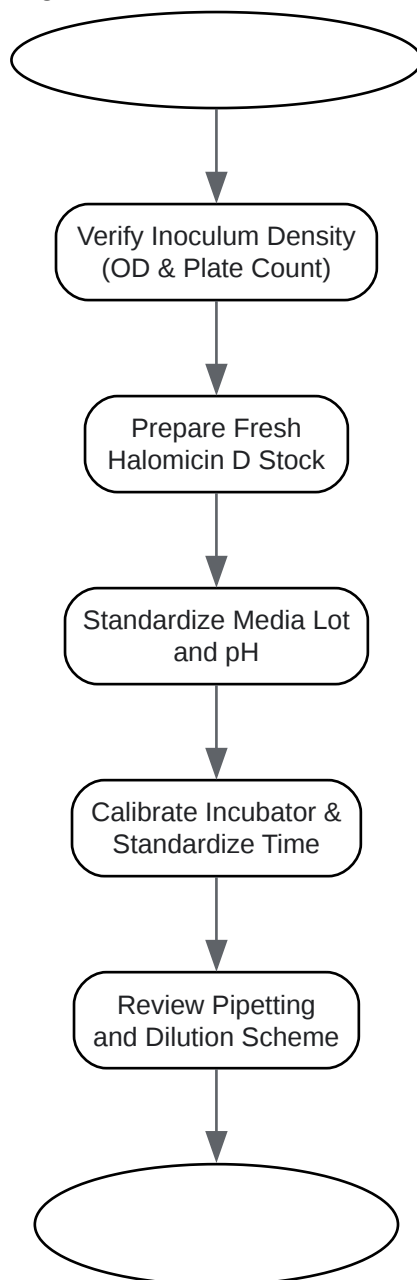 Verify Inoculum Density
(OD & Plate Count)
Prepare Fresh
Halomicin D Stock
Standardize Media Lot
and pH
Calibrate Incubator &
Standardize Time
Review Pipetting
and Dilution Scheme